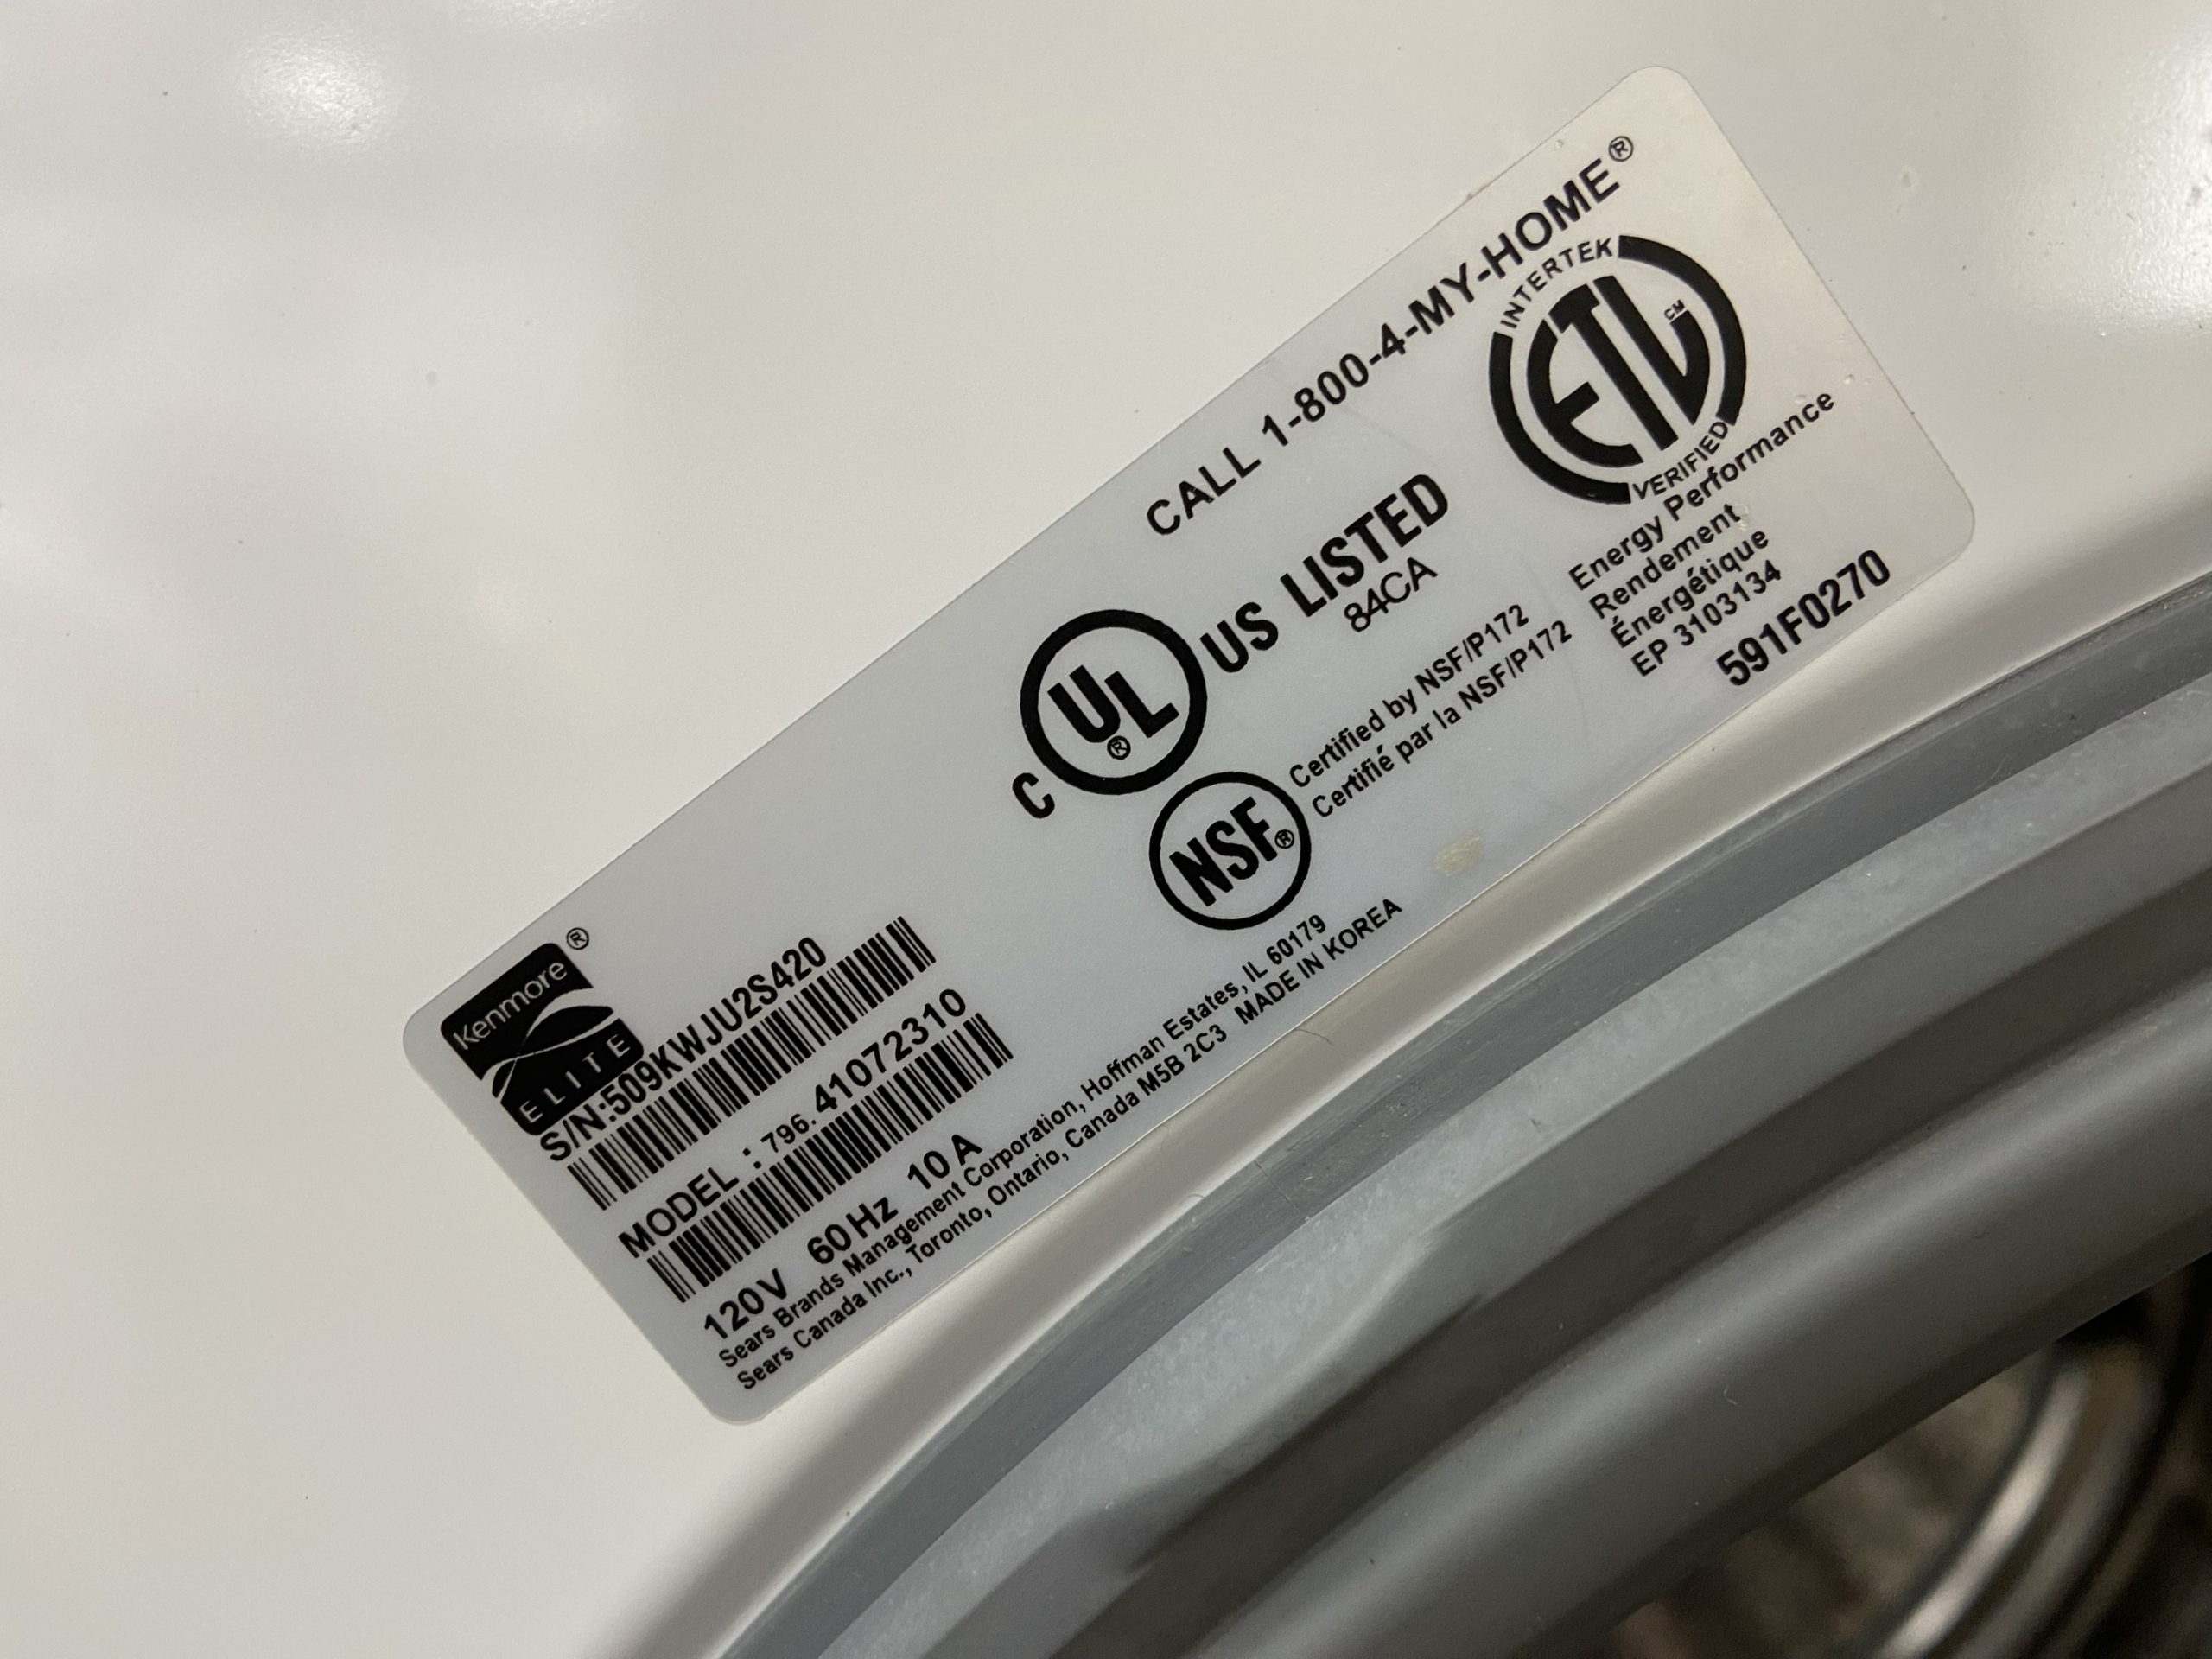 Kenmore®
ELITE
S/N:509KWJU2S420
MODEL : 796.41072310
120V 60Hz 10A
Sears Brands Management Corporation, Hoffman Estates, IL 60179
Sears Canada Inc., Toronto, Ontario, Canada M5B 2C3 MADE IN KOREA
CALL 1-800-4-MY-HOME®
C UL® US LISTED
84CA
NSF®
Certified by NSF/P172
Certifié par la NSF/P172
INTERTEK
ETL CM
VERIFIED
Energy Performance
Rendement
Énergétique
EP 3103134
591F0270